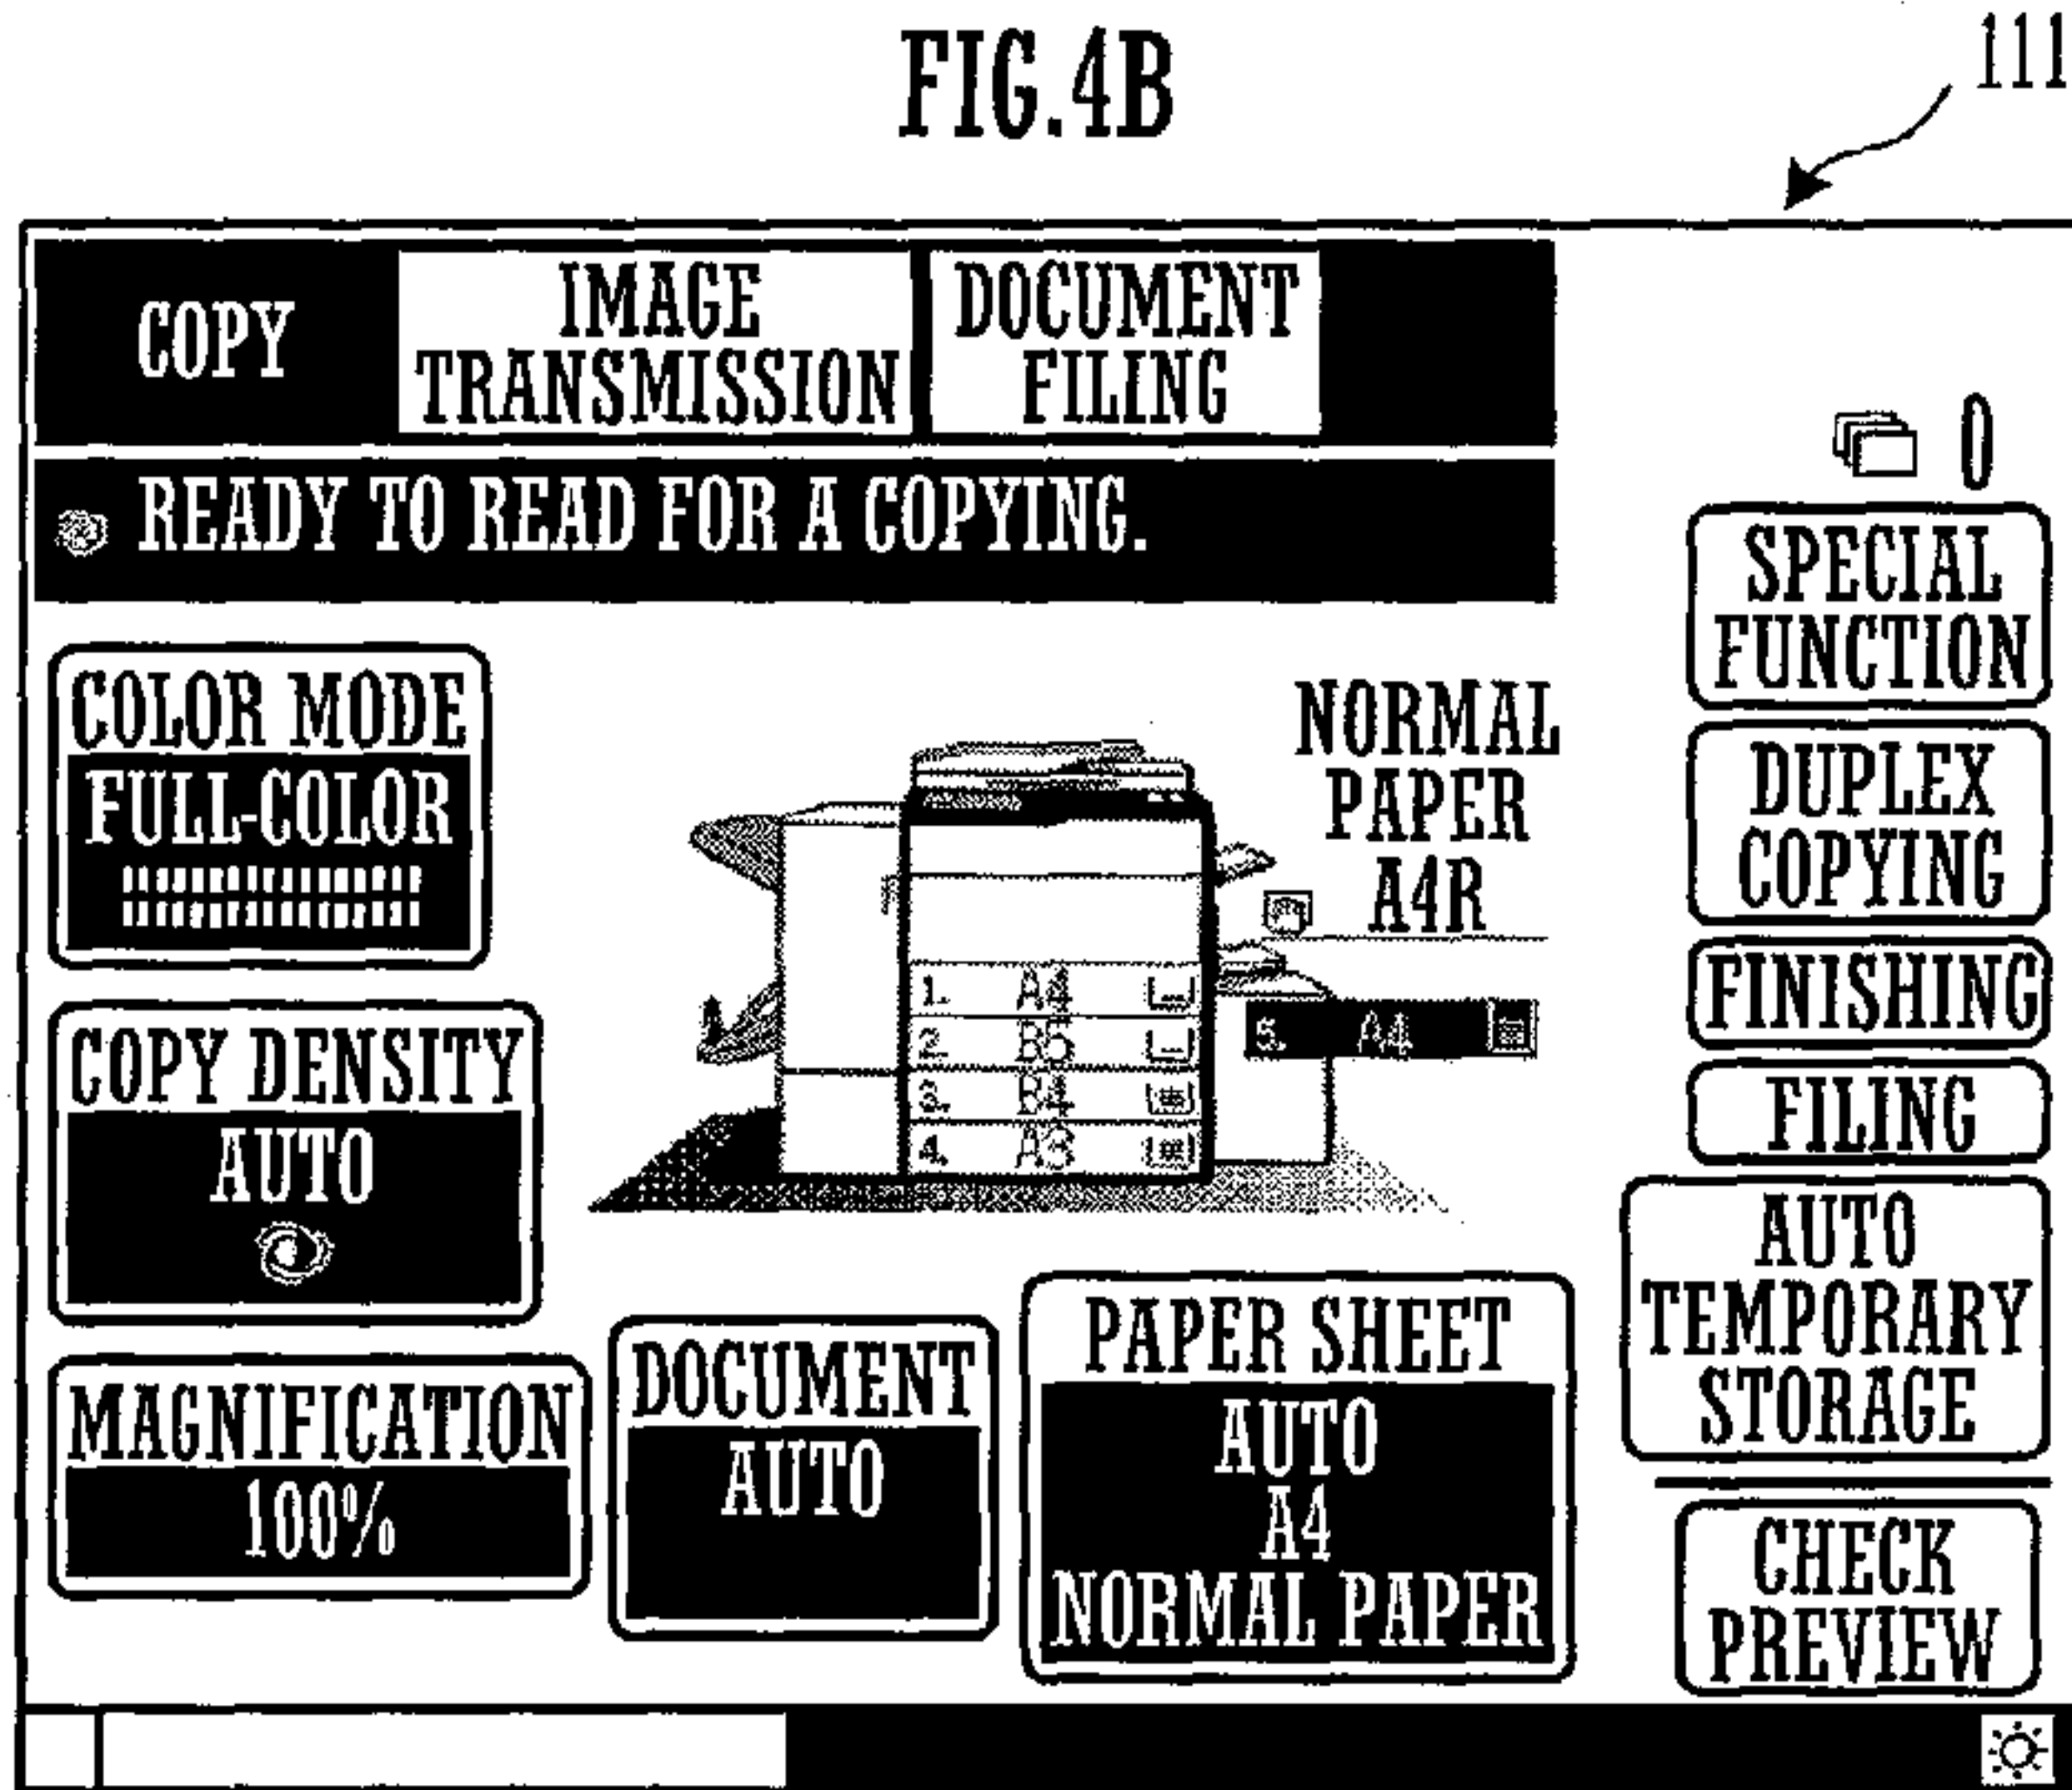 FIG.4B
111
COPY
IMAGE
TRANSMISSION
DOCUMENT
FILING
0
READY TO READ FOR A COPYING.
SPECIAL
FUNCTION
COLOR MODE
FULL-COLOR
NORMAL
PAPER
A4R
DUPLEX
COPYING
1. A4
2. B5
3. B4
4. A3
5. A4
FINISHING
COPY DENSITY
AUTO
FILING
AUTO
TEMPORARY
STORAGE
MAGNIFICATION
100%
DOCUMENT
AUTO
PAPER SHEET
AUTO
A4
NORMAL PAPER
CHECK
PREVIEW